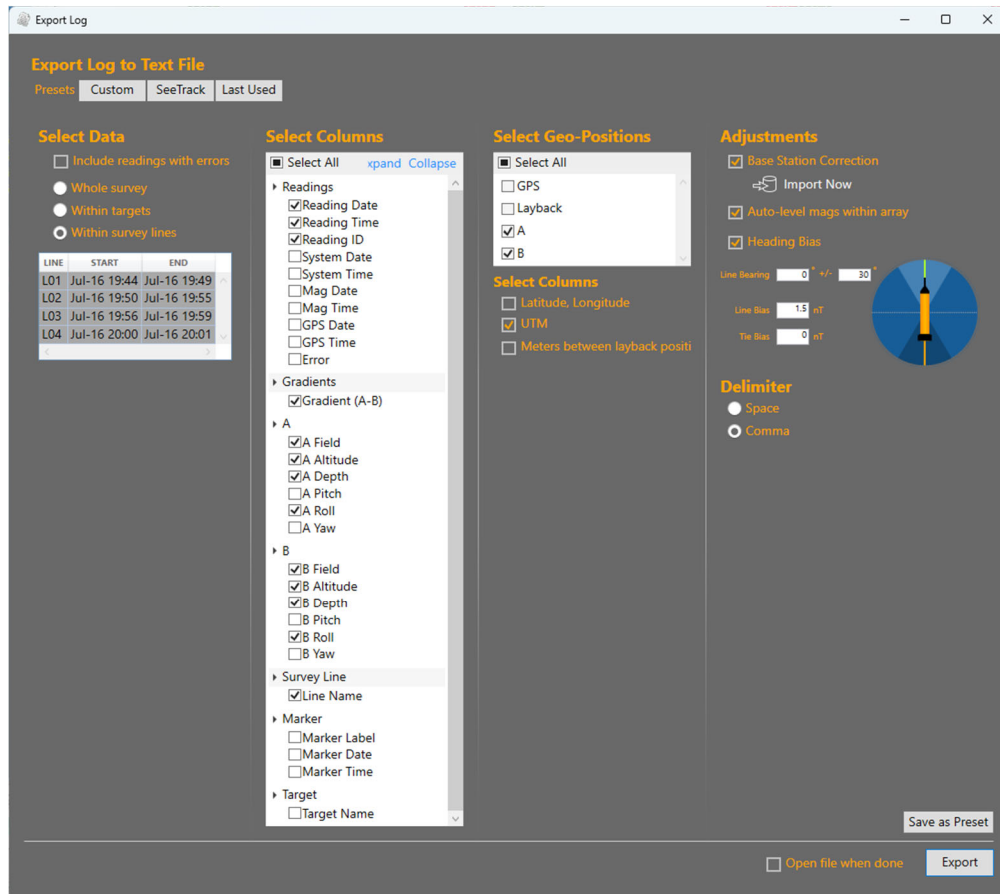 Export Log
Export Log to Text File
Presets Custom SeeTrack Last Used
Select Data
Include readings with errors
Whole survey
Within targets
Within survey lines
LINE START END
L01 Jul-16 19:44 Jul-16 19:49
L02 Jul-16 19:50 Jul-16 19:55
L03 Jul-16 19:56 Jul-16 19:59
L04 Jul-16 20:00 Jul-16 20:01
Select Columns
Select All xpand Collapse
Readings
Reading Date
Reading Time
Reading ID
System Date
System Time
Mag Date
Mag Time
GPS Date
GPS Time
Error
Gradients
Gradient (A-B)
A
A Field
A Altitude
A Depth
A Pitch
A Roll
A Yaw
B
B Field
B Altitude
B Depth
B Pitch
B Roll
B Yaw
Survey Line
Line Name
Marker
Marker Label
Marker Date
Marker Time
Target
Target Name
Select Geo-Positions
Select All
GPS
Layback
A
B
Select Columns
Latitude, Longitude
UTM
Meters between layback positi
Adjustments
Base Station Correction
Import Now
Auto-level mags within array
Heading Bias
Line Bearing 0 ° +/- 30 °
Line Bias 1.5 nT
Tie Bias 0 nT
Delimiter
Space
Comma
Save as Preset
Open file when done Export